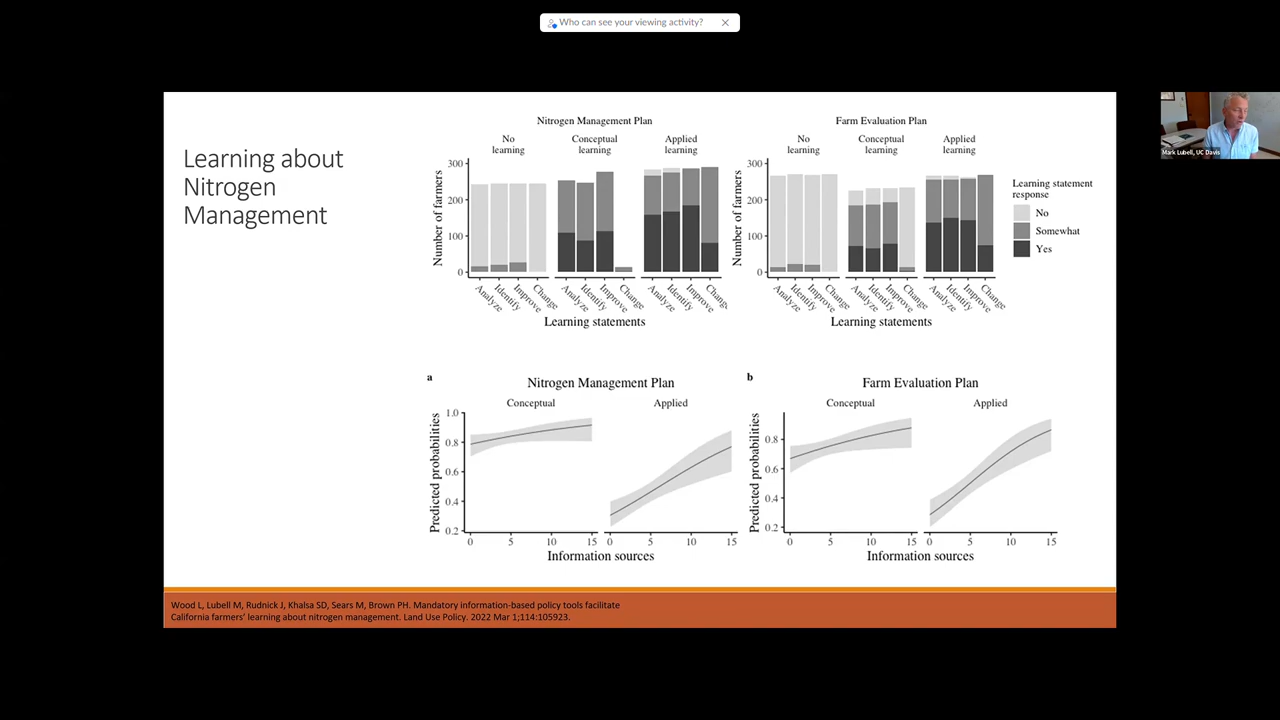 Who can see your viewing activity?
Mark Lubell, UC Davis
Learning about
Nitrogen
Management
Nitrogen Management Plan
No
learning
Conceptual
learning
Applied
learning
Number of farmers
300
200
100
0
Analyze
Identify
Improve
Change
Analyze
Identify
Improve
Change
Analyze
Identify
Improve
Change
Learning statements
Farm Evaluation Plan
No
learning
Conceptual
learning
Applied
learning
Number of farmers
300
200
100
0
Analyze
Identify
Improve
Change
Analyze
Identify
Improve
Change
Analyze
Identify
Improve
Change
Learning statements
Learning statement
response
No
Somewhat
Yes
a
Nitrogen Management Plan
Conceptual
Applied
Predicted probabilities
1.0
0.8
0.6
0.4
0.2
0 5 10 15
0 5 10 15
Information sources
b
Farm Evaluation Plan
Conceptual
Applied
Predicted probabilities
0.8
0.6
0.4
0.2
0 5 10 15
0 5 10 15
Information sources
Wood L, Lubell M, Rudnick J, Khalsa SD, Sears M, Brown PH. Mandatory information-based policy tools facilitate
California farmers' learning about nitrogen management. Land Use Policy. 2022 Mar 1;114:105923.